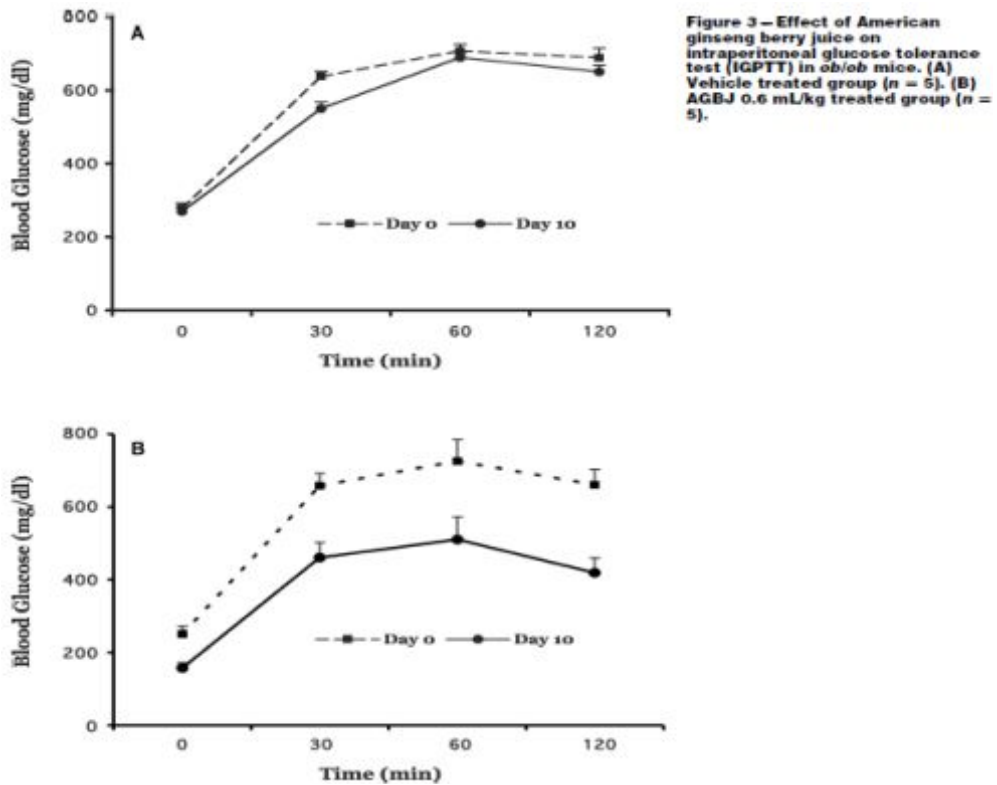 800
A
600
400
200
0
Blood Glucose (mg/dl)
Day 0
Day 10
0
30
60
120
Time (min)
Figure 3—Effect of American
ginseng berry juice on
intraperitoneal glucose tolerance
test (IGPTT) in ob/ob mice. (A)
Vehicle treated group (n = 5). (B)
AGBJ 0.6 mL/kg treated group (n =
5).
800
B
600
400
200
0
Blood Glucose (mg/dl)
Day 0
Day 10
0
30
60
120
Time (min)